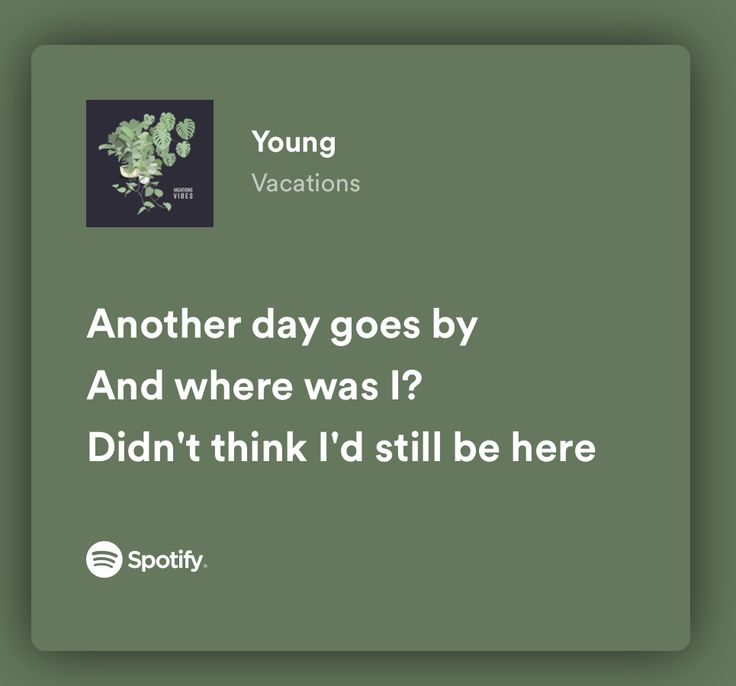 Young
Vacations
VACATIONS
VIBES
Another day goes by
And where was I?
Didn't think I'd still be here
Spotify